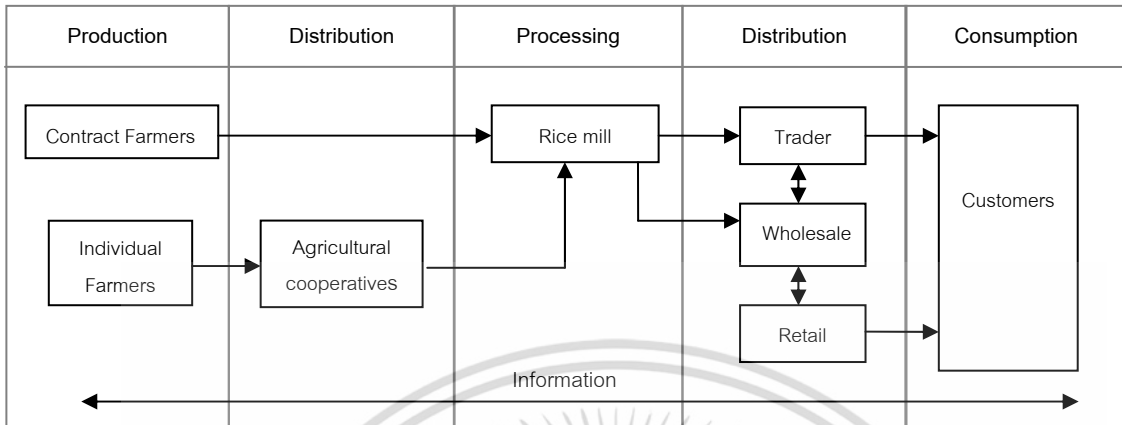 Production
Distribution
Processing
Distribution
Consumption
Contract Farmers
Rice mill
Trader
Customers
Individual
Farmers
Agricultural
cooperatives
Wholesale
Retail
Information